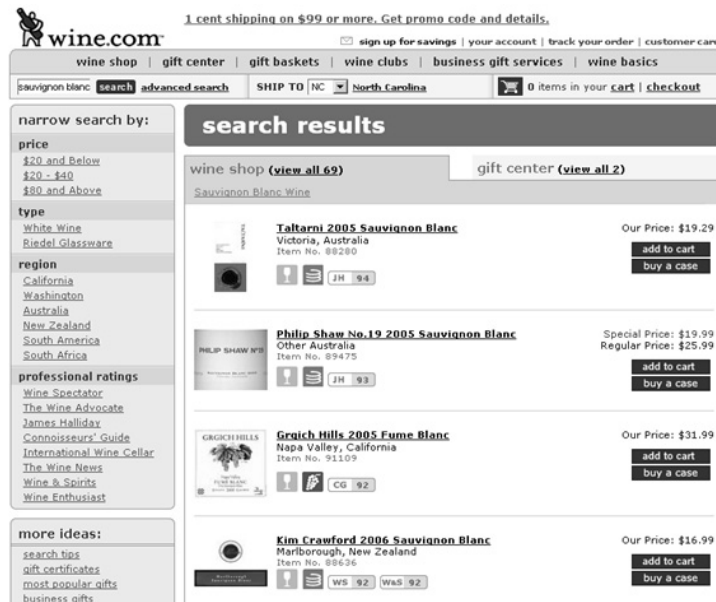 1 cent shipping on $99 or more. Get promo code and details.
wine.com
sign up for savings | your account | track your order | customer care
wine shop | gift center | gift baskets | wine clubs | business gift services | wine basics
sauvignon blanc search advanced search SHIP TO NC North Carolina 0 items in your cart | checkout
narrow search by:
price
$20 and Below
$20 - $40
$80 and Above
type
White Wine
Riedel Glassware
region
California
Washington
Australia
New Zealand
South America
South Africa
professional ratings
Wine Spectator
The Wine Advocate
James Halliday
Connoisseurs' Guide
International Wine Cellar
The Wine News
Wine & Spirits
Wine Enthusiast
more ideas:
search tips
gift certificates
most popular gifts
business gifts
search results
wine shop (view all 69) gift center (view all 2)
Sauvignon Blanc Wine
Taltarni 2005 Sauvignon Blanc
Victoria, Australia
Item No. 88280
JH 94
Our Price: $19.29
add to cart
buy a case
PHILIP SHAW Nº19
Philip Shaw No.19 2005 Sauvignon Blanc
Other Australia
Item No. 89475
JH 93
Special Price: $19.99
Regular Price: $25.99
add to cart
buy a case
GRGICH HILLS
FUME BLANC
Grgich Hills 2005 Fume Blanc
Napa Valley, California
Item No. 91109
CG 92
Our Price: $31.99
add to cart
buy a case
Kim Crawford 2006 Sauvignon Blanc
Marlborough, New Zealand
Item No. 88636
WS 92 W&S 92
Our Price: $16.99
add to cart
buy a case